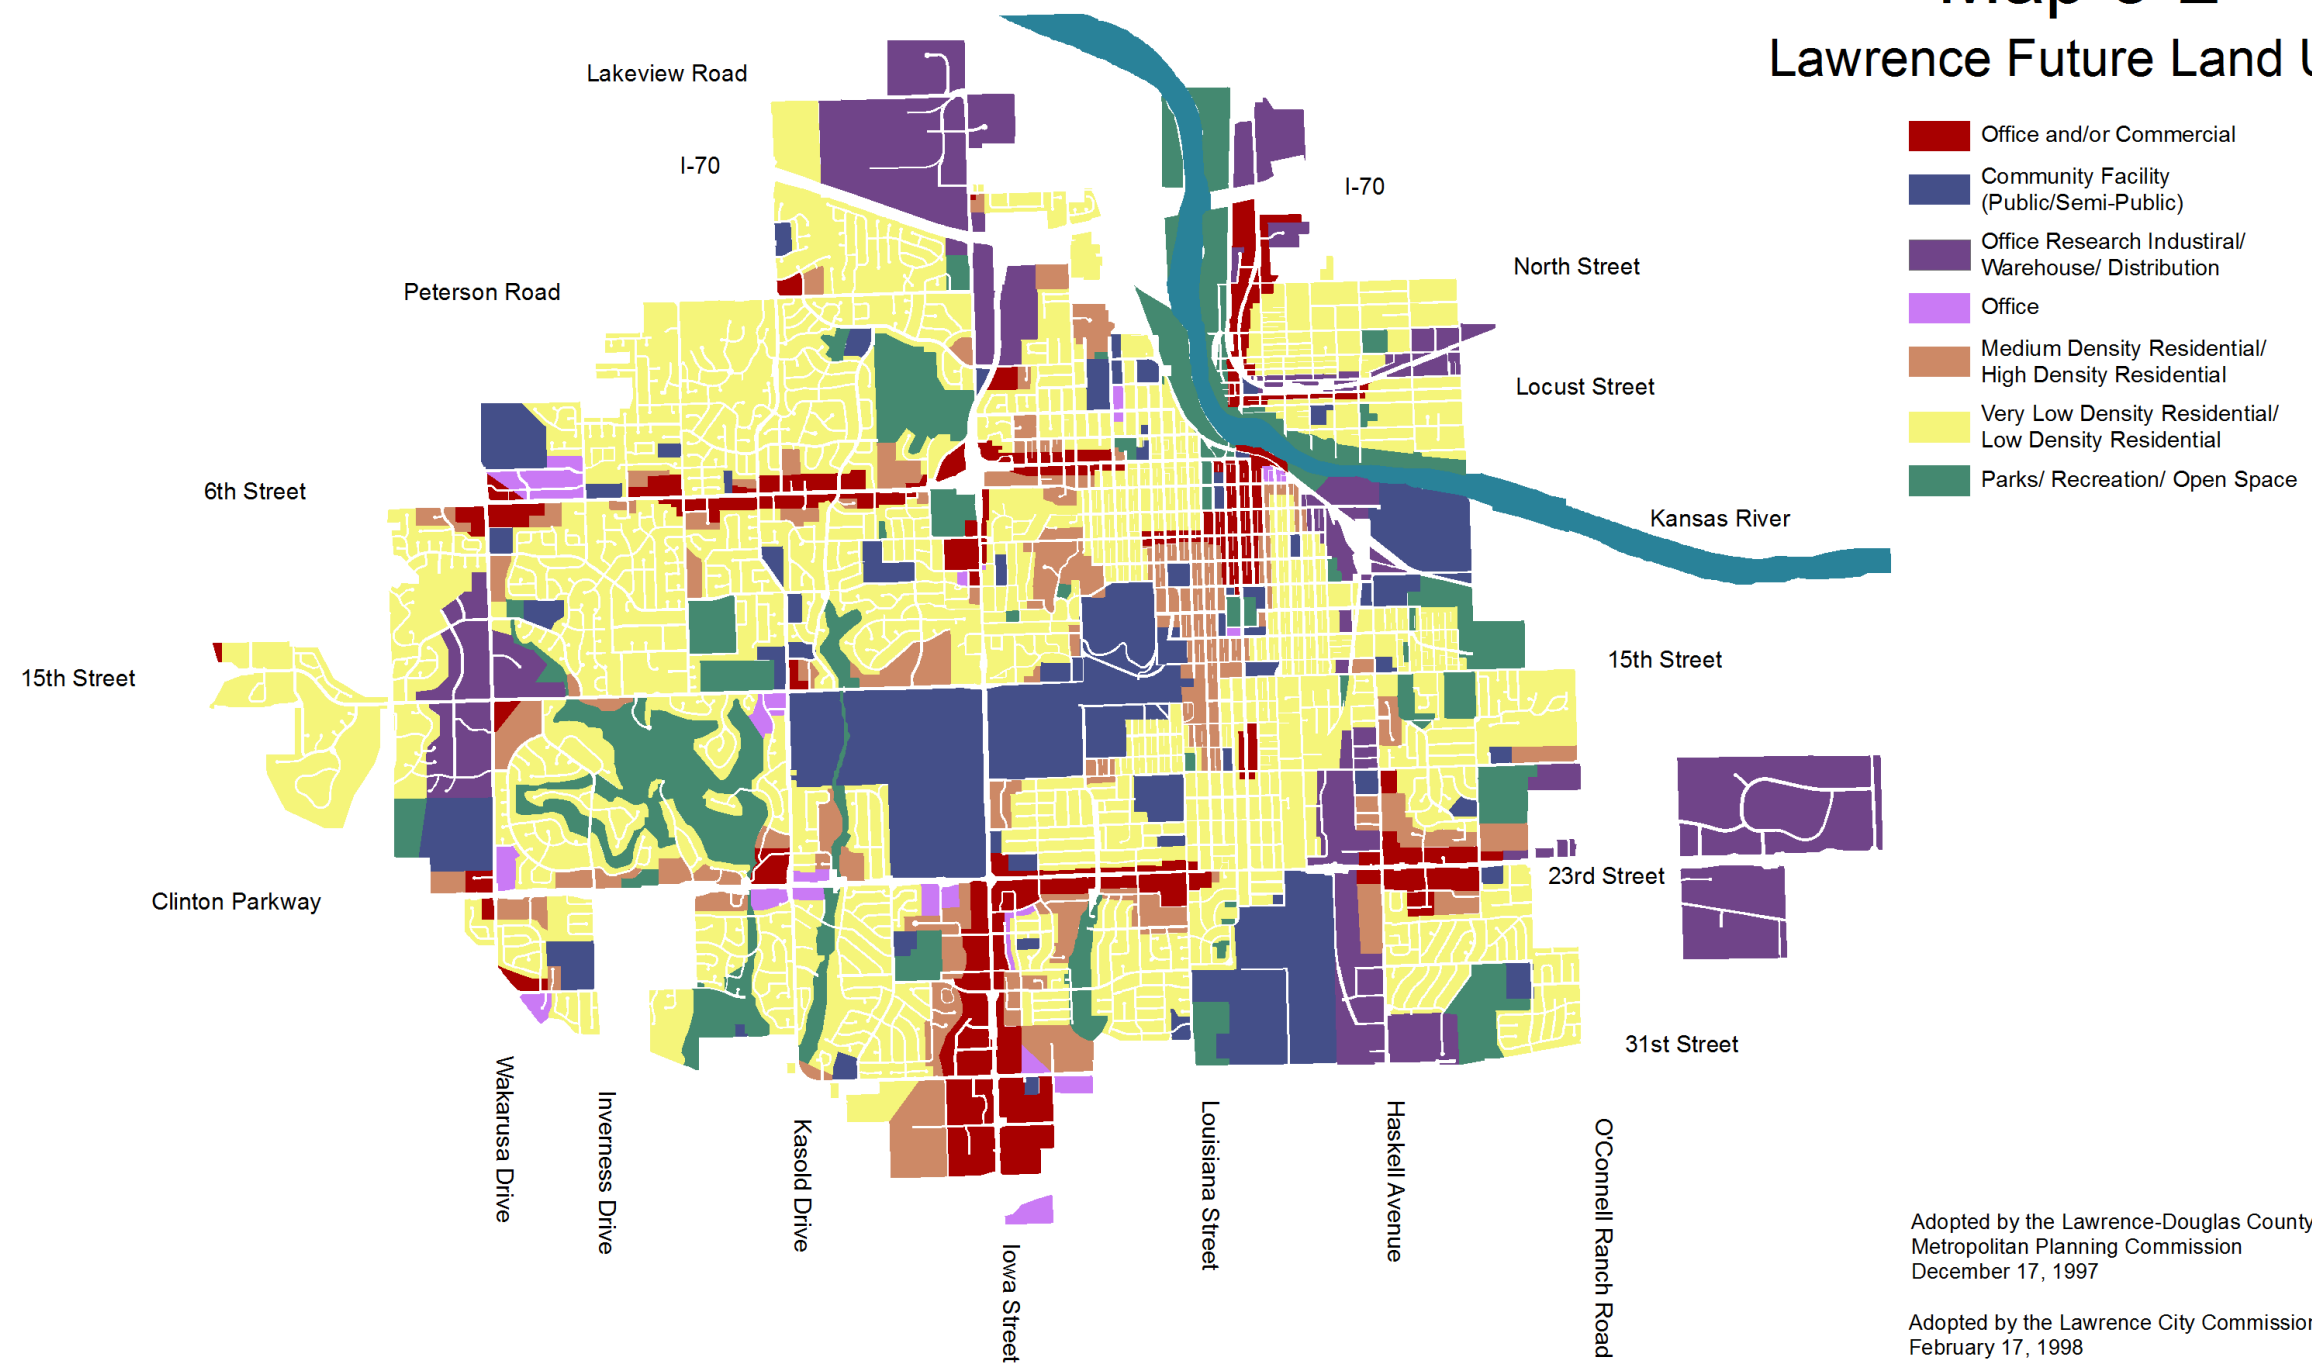 Lawrence Future Land
Office and/or Commercial
Community Facility
(Public/Semi-Public)
Office Research Industiral/
Warehouse/ Distribution
Office
Medium Density Residential/
High Density Residential
Very Low Density Residential/
Low Density Residential
Parks/ Recreation/ Open Space
Lakeview Road
I-70
I-70
North Street
Peterson Road
Locust Street
6th Street
Kansas River
15th Street
15th Street
23rd Street
Clinton Parkway
31st Street
Wakarusa Drive
Inverness Drive
Kasold Drive
Iowa Street
Louisiana Street
Haskell Avenue
O'Connell Ranch Road
Adopted by the Lawrence-Douglas County
Metropolitan Planning Commission
December 17, 1997
Adopted by the Lawrence City Commission
February 17, 1998